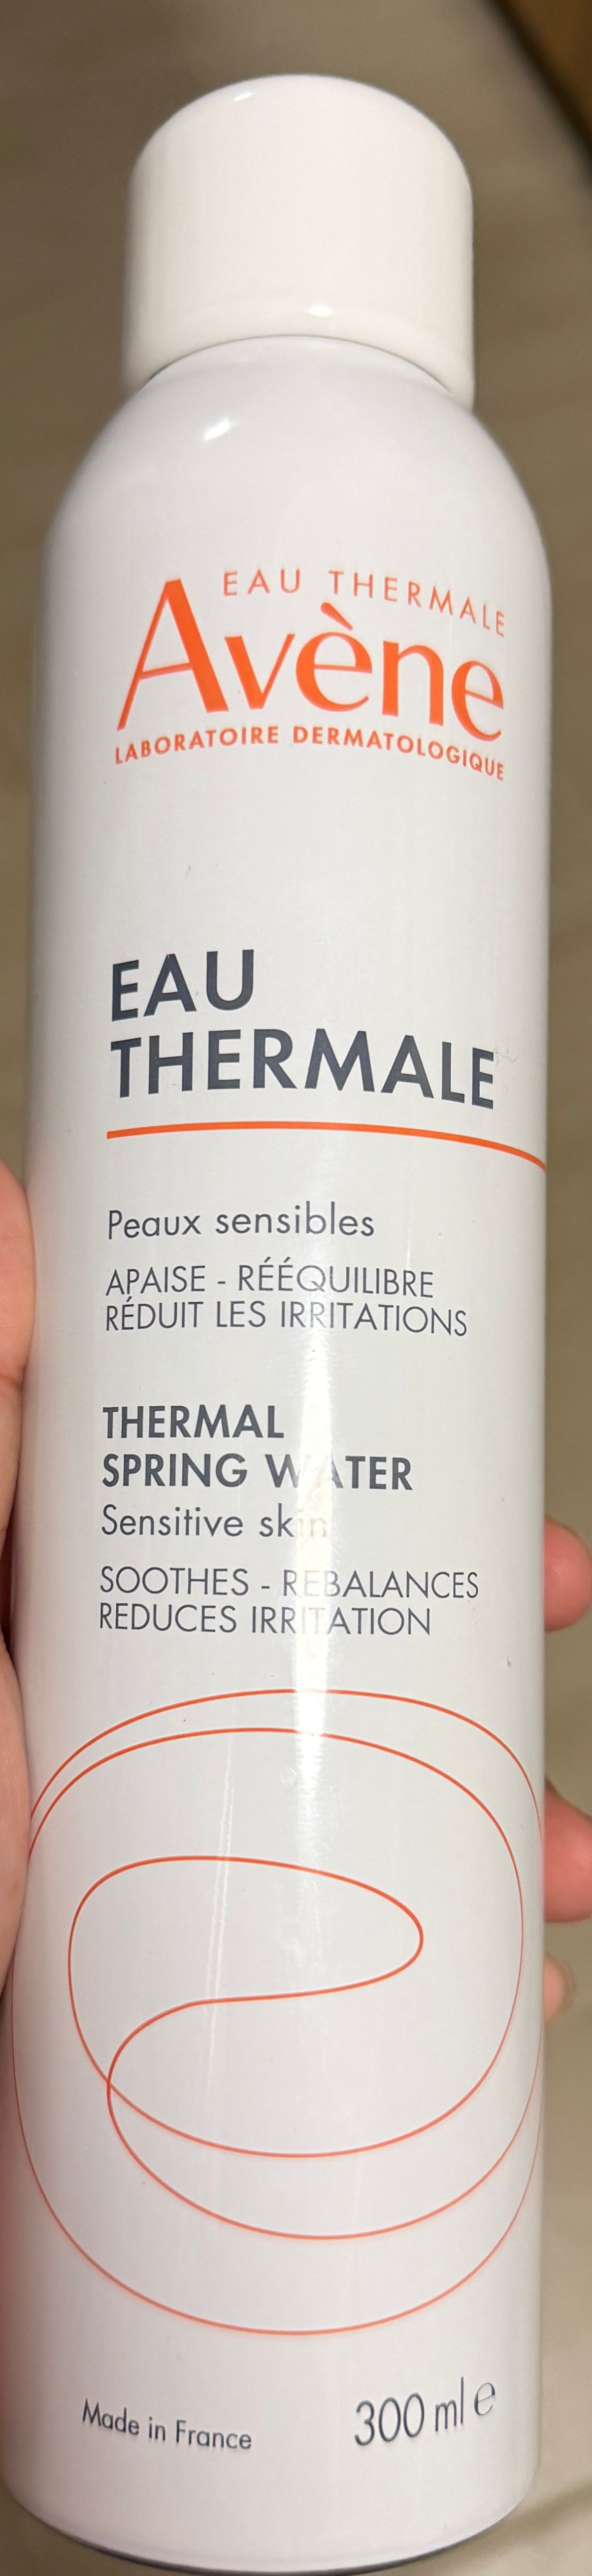 EAU THERMALE
Avène
LABORATOIRE DERMATOLOGIQUE
EAU
THERMALE
Peaux sensibles
APAISE - RÉÉQUILIBRE
RÉDUIT LES IRRITATIONS
THERMAL
SPRING WATER
Sensitive skin
SOOTHES - REBALANCES
REDUCES IRRITATION
Made in France
300 ml e